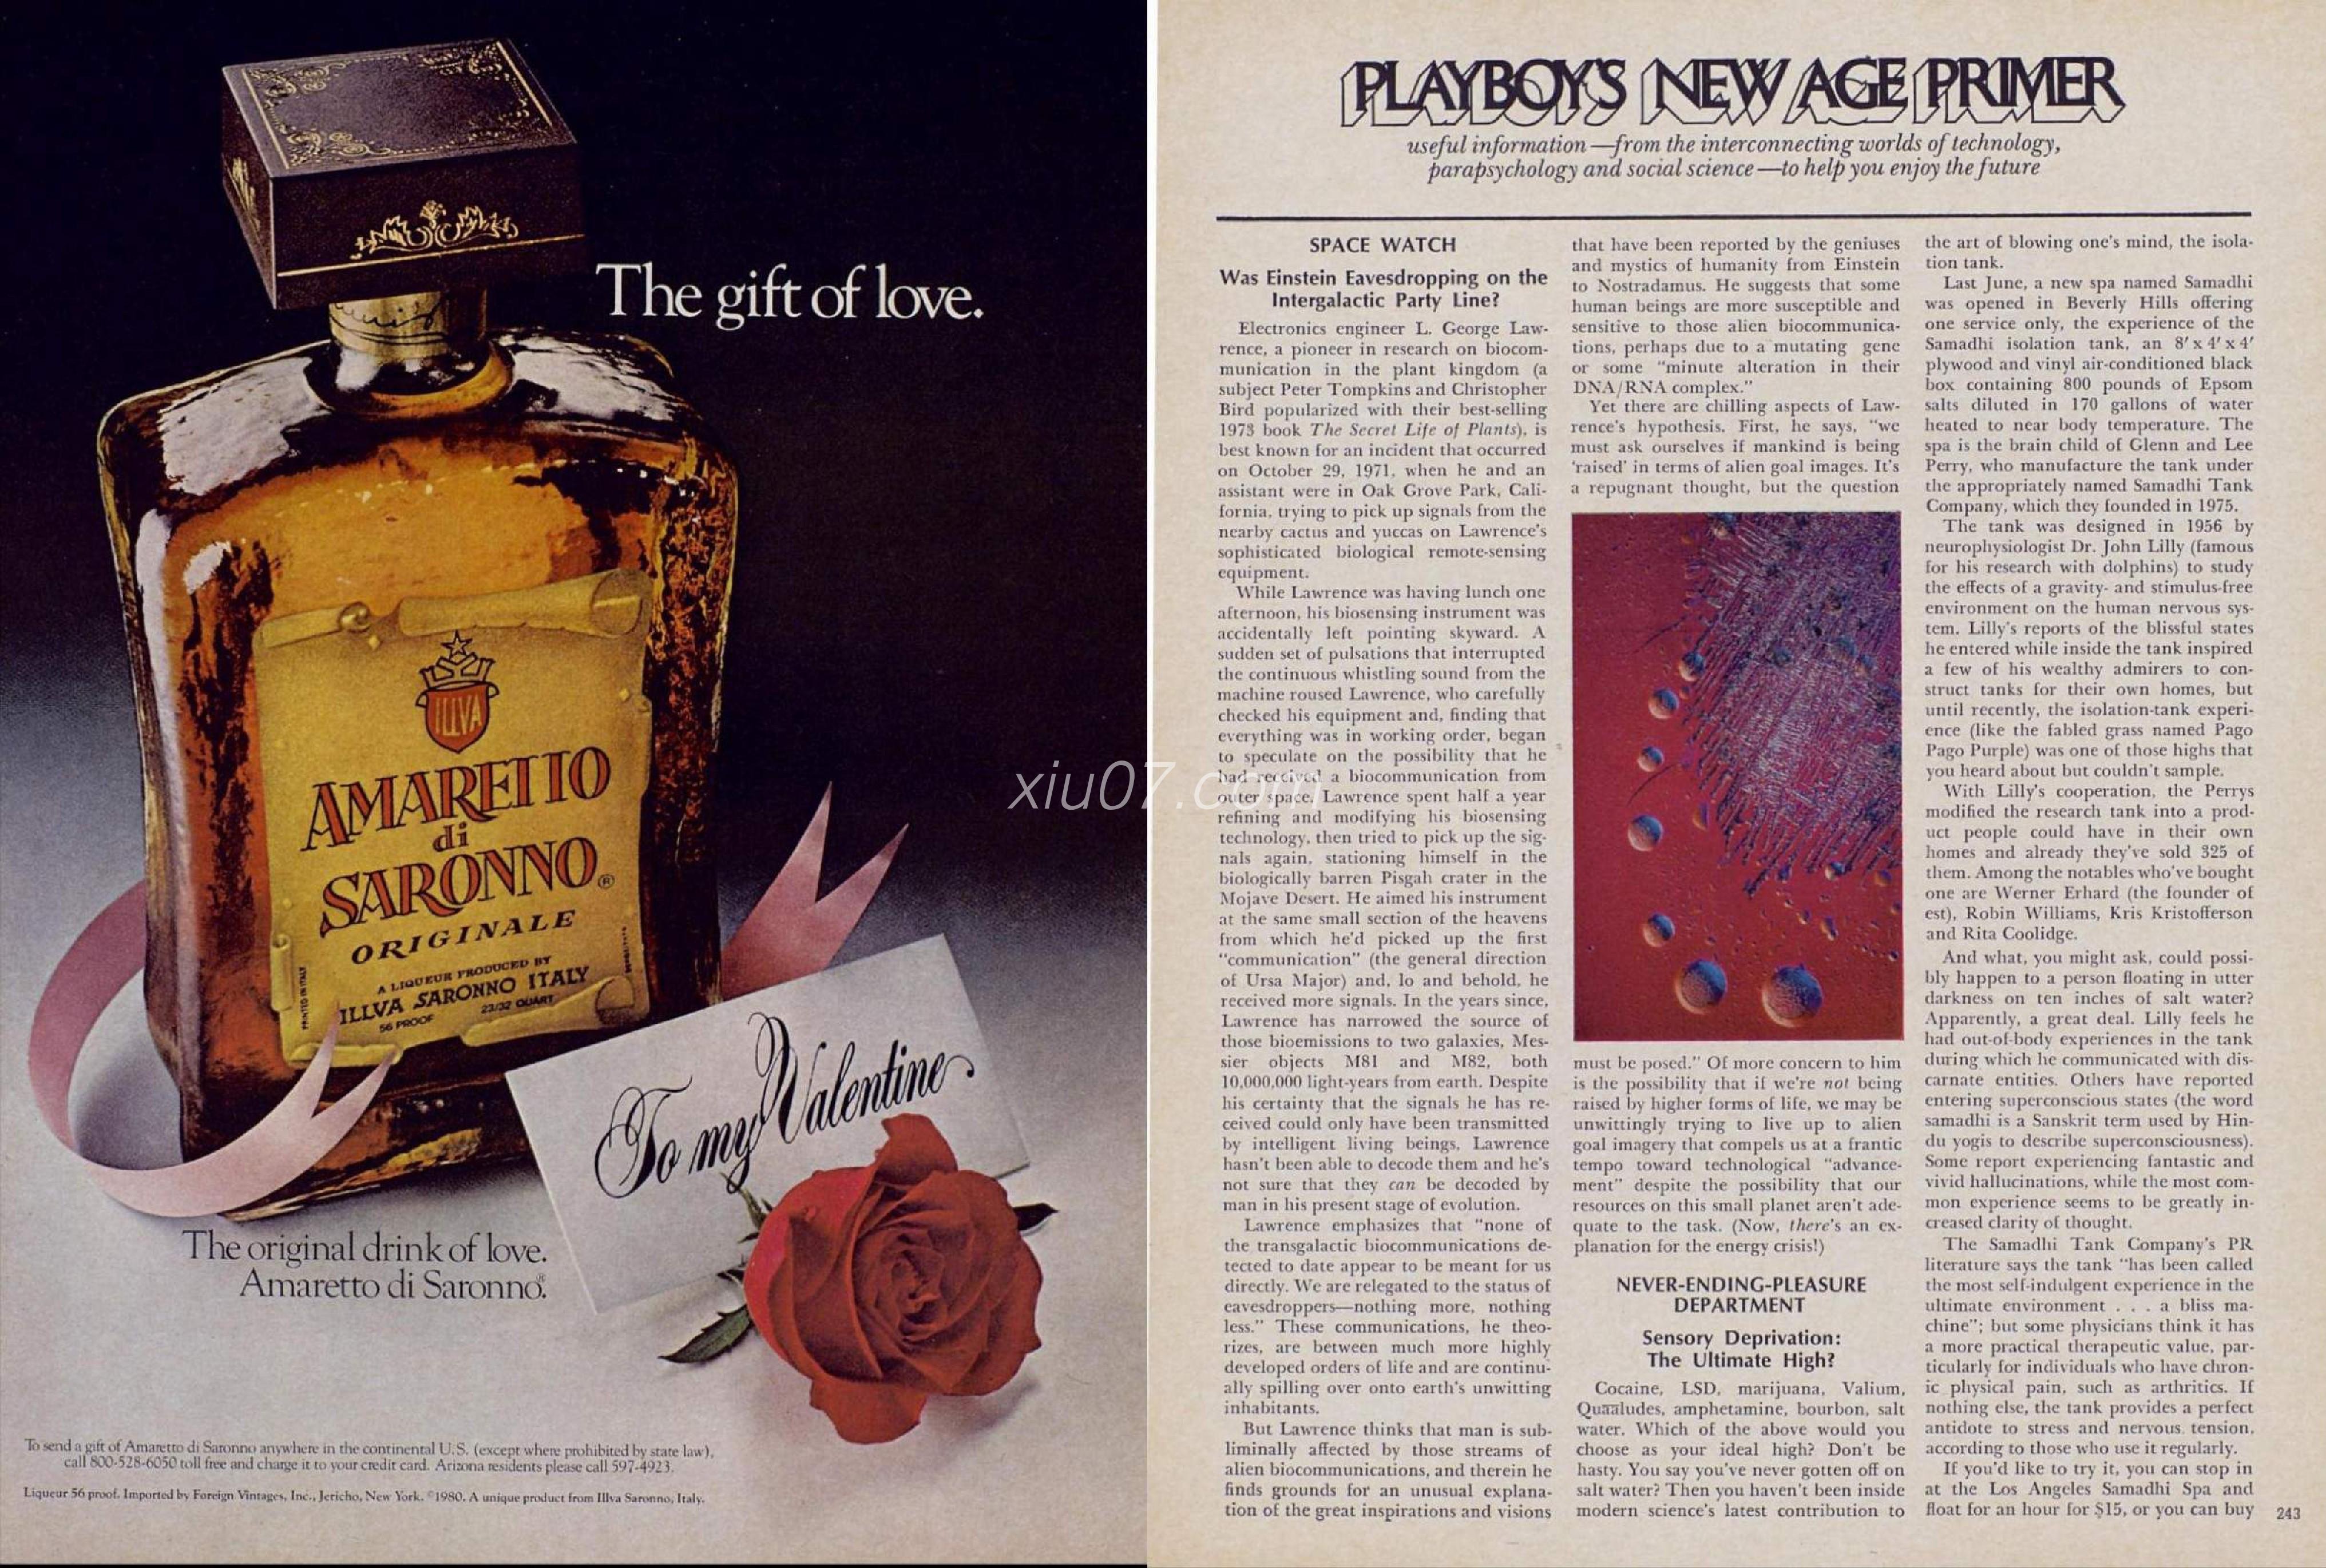 The gift of love.
ILLVA
AMARETTO
di
SARONNO®
ORIGINALE
A LIQUEUR PRODUCED BY
ILLVA SARONNO ITALY
56 PROOF 23/32 QUART
PRINTED IN ITALY
To my Valentine
The original drink of love.
Amaretto di Saronno.®
To send a gift of Amaretto di Saronno anywhere in the continental U.S. (except where prohibited by state law),
call 800-528-6050 toll free and charge it to your credit card. Arizona residents please call 597-4923.
Liqueur 56 proof. Imported by Foreign Vintages, Inc., Jericho, New York. ©1980. A unique product from Illva Saronno, Italy.
xiu07.com
PLAYBOY'S NEW AGE PRIMER
useful information—from the interconnecting worlds of technology,
parapsychology and social science—to help you enjoy the future
SPACE WATCH
Was Einstein Eavesdropping on the
Intergalactic Party Line?
Electronics engineer L. George Law-
rence, a pioneer in research on biocom-
munication in the plant kingdom (a
subject Peter Tompkins and Christopher
Bird popularized with their best-selling
1973 book The Secret Life of Plants), is
best known for an incident that occurred
on October 29, 1971, when he and an
assistant were in Oak Grove Park, Cali-
fornia, trying to pick up signals from the
nearby cactus and yuccas on Lawrence's
sophisticated biological remote-sensing
equipment.
While Lawrence was having lunch one
afternoon, his biosensing instrument was
accidentally left pointing skyward. A
sudden set of pulsations that interrupted
the continuous whistling sound from the
machine roused Lawrence, who carefully
checked his equipment and, finding that
everything was in working order, began
to speculate on the possibility that he
had received a biocommunication from
outer space. Lawrence spent half a year
refining and modifying his biosensing
technology, then tried to pick up the sig-
nals again, stationing himself in the
biologically barren Pisgah crater in the
Mojave Desert. He aimed his instrument
at the same small section of the heavens
from which he'd picked up the first
"communication" (the general direction
of Ursa Major) and, lo and behold, he
received more signals. In the years since,
Lawrence has narrowed the source of
those bioemissions to two galaxies, Mes-
sier objects M81 and M82, both
10,000,000 light-years from earth. Despite
his certainty that the signals he has re-
ceived could only have been transmitted
by intelligent living beings, Lawrence
hasn't been able to decode them and he's
not sure that they can be decoded by
man in his present stage of evolution.
Lawrence emphasizes that "none of
the transgalactic biocommunications de-
tected to date appear to be meant for us
directly. We are relegated to the status of
eavesdroppers—nothing more, nothing
less." These communications, he theo-
rizes, are between much more highly
developed orders of life and are continu-
ally spilling over onto earth's unwitting
inhabitants.
But Lawrence thinks that man is sub-
liminally affected by those streams of
alien biocommunications, and therein he
finds grounds for an unusual explana-
tion of the great inspirations and visions
that have been reported by the geniuses
and mystics of humanity from Einstein
to Nostradamus. He suggests that some
human beings are more susceptible and
sensitive to those alien biocommunica-
tions, perhaps due to a mutating gene
or some "minute alteration in their
DNA/RNA complex."
Yet there are chilling aspects of Law-
rence's hypothesis. First, he says, "we
must ask ourselves if mankind is being
'raised' in terms of alien goal images. It's
a repugnant thought, but the question
must be posed." Of more concern to him
is the possibility that if we're not being
raised by higher forms of life, we may be
unwittingly trying to live up to alien
goal imagery that compels us at a frantic
tempo toward technological "advance-
ment" despite the possibility that our
resources on this small planet aren't ade-
quate to the task. (Now, there's an ex-
planation for the energy crisis!)
NEVER-ENDING-PLEASURE
DEPARTMENT
Sensory Deprivation:
The Ultimate High?
Cocaine, LSD, marijuana, Valium,
Quaaludes, amphetamine, bourbon, salt
water. Which of the above would you
choose as your ideal high? Don't be
hasty. You say you've never gotten off on
salt water? Then you haven't been inside
modern science's latest contribution to
the art of blowing one's mind, the isola-
tion tank.
Last June, a new spa named Samadhi
was opened in Beverly Hills offering
one service only, the experience of the
Samadhi isolation tank, an 8' x 4' x 4'
plywood and vinyl air-conditioned black
box containing 800 pounds of Epsom
salts diluted in 170 gallons of water
heated to near body temperature. The
spa is the brain child of Glenn and Lee
Perry, who manufacture the tank under
the appropriately named Samadhi Tank
Company, which they founded in 1975.
The tank was designed in 1956 by
neurophysiologist Dr. John Lilly (famous
for his research with dolphins) to study
the effects of a gravity- and stimulus-free
environment on the human nervous sys-
tem. Lilly's reports of the blissful states
he entered while inside the tank inspired
a few of his wealthy admirers to con-
struct tanks for their own homes, but
until recently, the isolation-tank experi-
ence (like the fabled grass named Pago
Pago Purple) was one of those highs that
you heard about but couldn't sample.
With Lilly's cooperation, the Perrys
modified the research tank into a prod-
uct people could have in their own
homes and already they've sold 325 of
them. Among the notables who've bought
one are Werner Erhard (the founder of
est), Robin Williams, Kris Kristofferson
and Rita Coolidge.
And what, you might ask, could possi-
bly happen to a person floating in utter
darkness on ten inches of salt water?
Apparently, a great deal. Lilly feels he
had out-of-body experiences in the tank
during which he communicated with dis-
carnate entities. Others have reported
entering superconscious states (the word
samadhi is a Sanskrit term used by Hin-
du yogis to describe superconsciousness).
Some report experiencing fantastic and
vivid hallucinations, while the most com-
mon experience seems to be greatly in-
creased clarity of thought.
The Samadhi Tank Company's PR
literature says the tank "has been called
the most self-indulgent experience in the
ultimate environment . . . a bliss ma-
chine"; but some physicians think it has
a more practical therapeutic value, par-
ticularly for individuals who have chron-
ic physical pain, such as arthritics. If
nothing else, the tank provides a perfect
antidote to stress and nervous tension,
according to those who use it regularly.
If you'd like to try it, you can stop in
at the Los Angeles Samadhi Spa and
float for an hour for $15, or you can buy
243